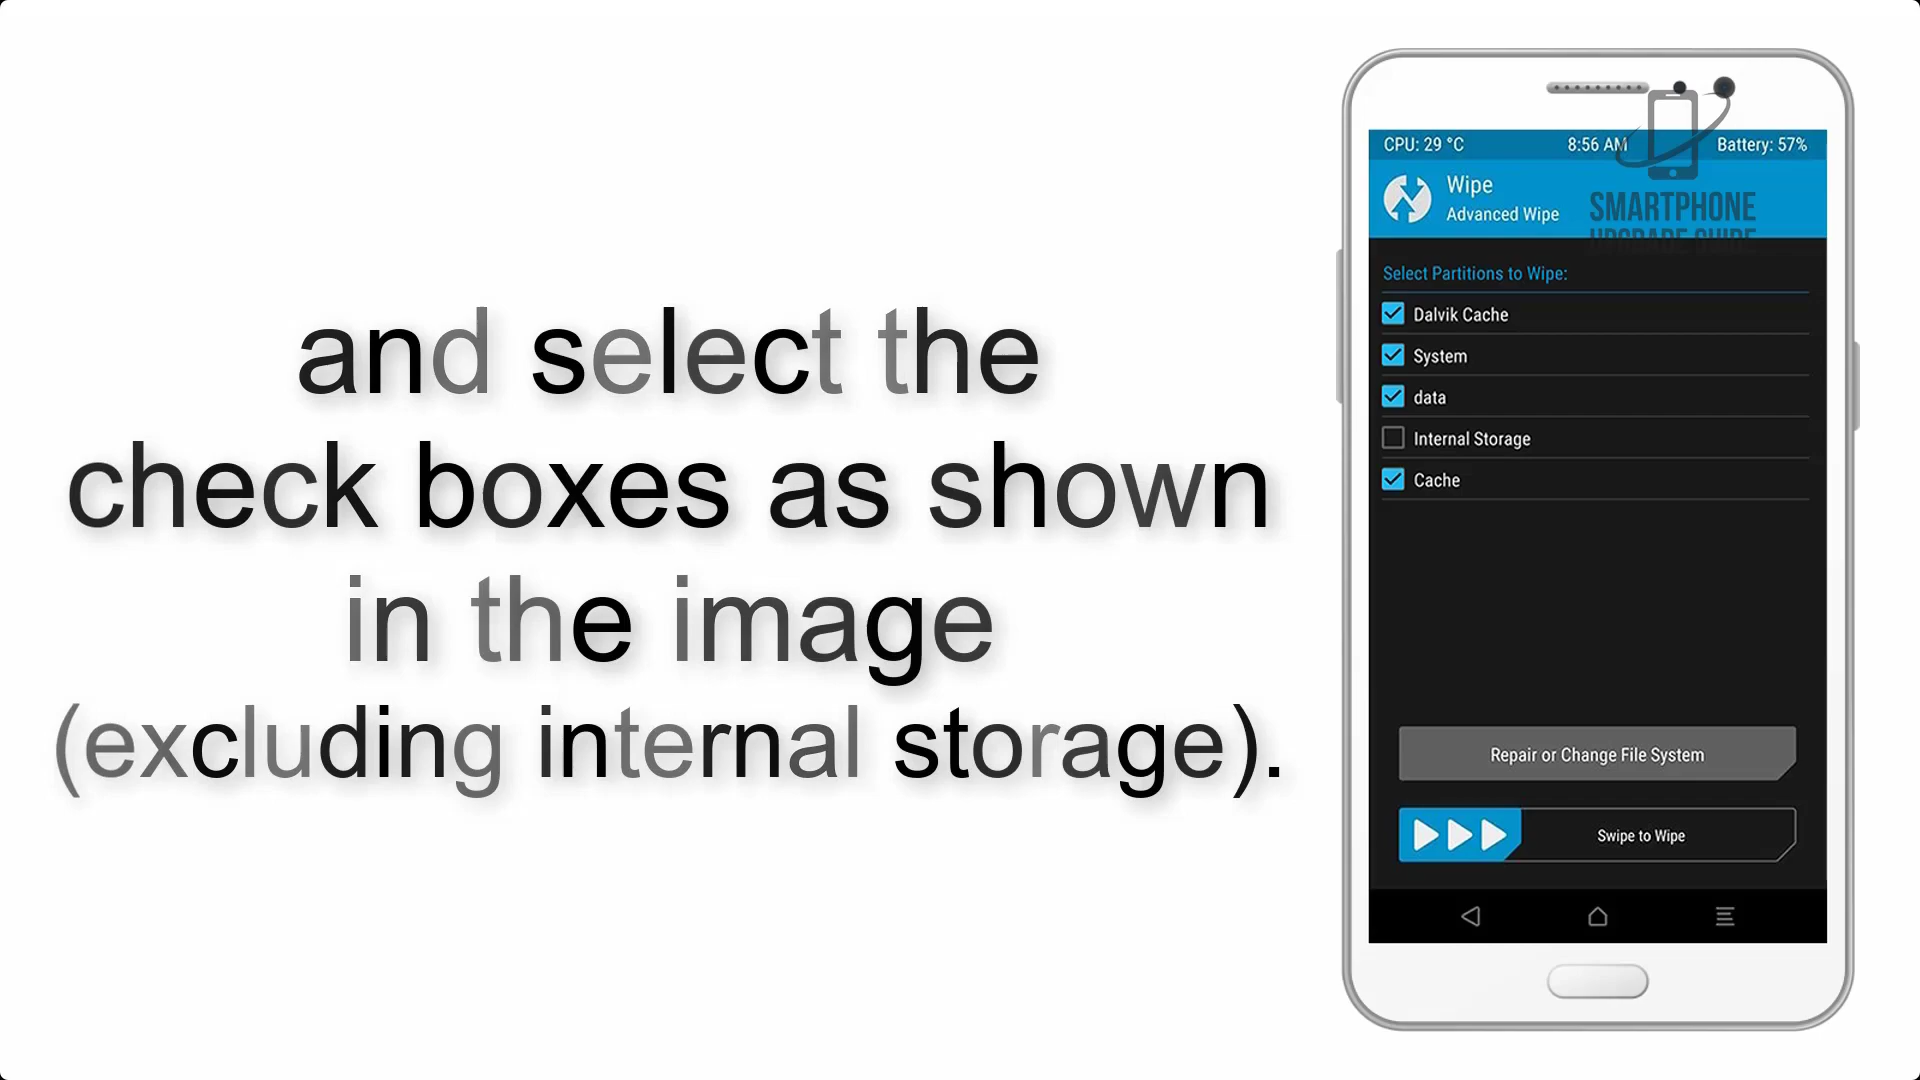 and select the
check boxes as shown
in the image
(excluding internal storage).
CPU: 29 °C 8:56 AM Battery: 57%
Wipe
Advanced Wipe
SMARTPHONE
UPGRADE GUIDE
Select Partitions to Wipe:
Dalvik Cache
System
data
Internal Storage
Cache
Repair or Change File System
Swipe to Wipe